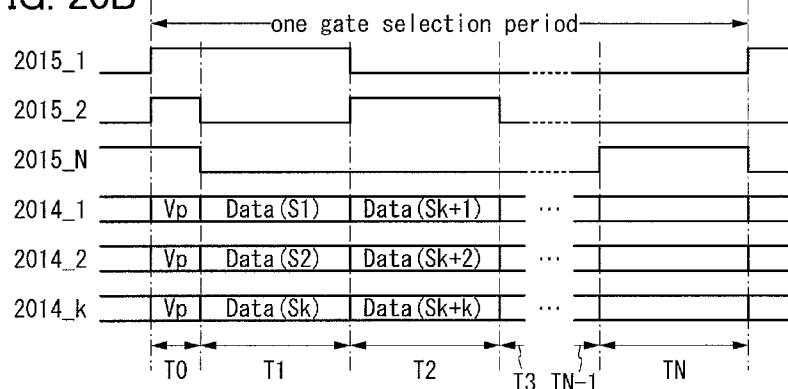 FIG. 20B
one gate selection period
2015_1
2015_2
2015_N
2014_1 Vp Data(S1) Data(Sk+1) ...
2014_2 Vp Data(S2) Data(Sk+2) ...
2014_k Vp Data(Sk) Data(Sk+k) ...
T0 T1 T2 T3 TN-1 TN